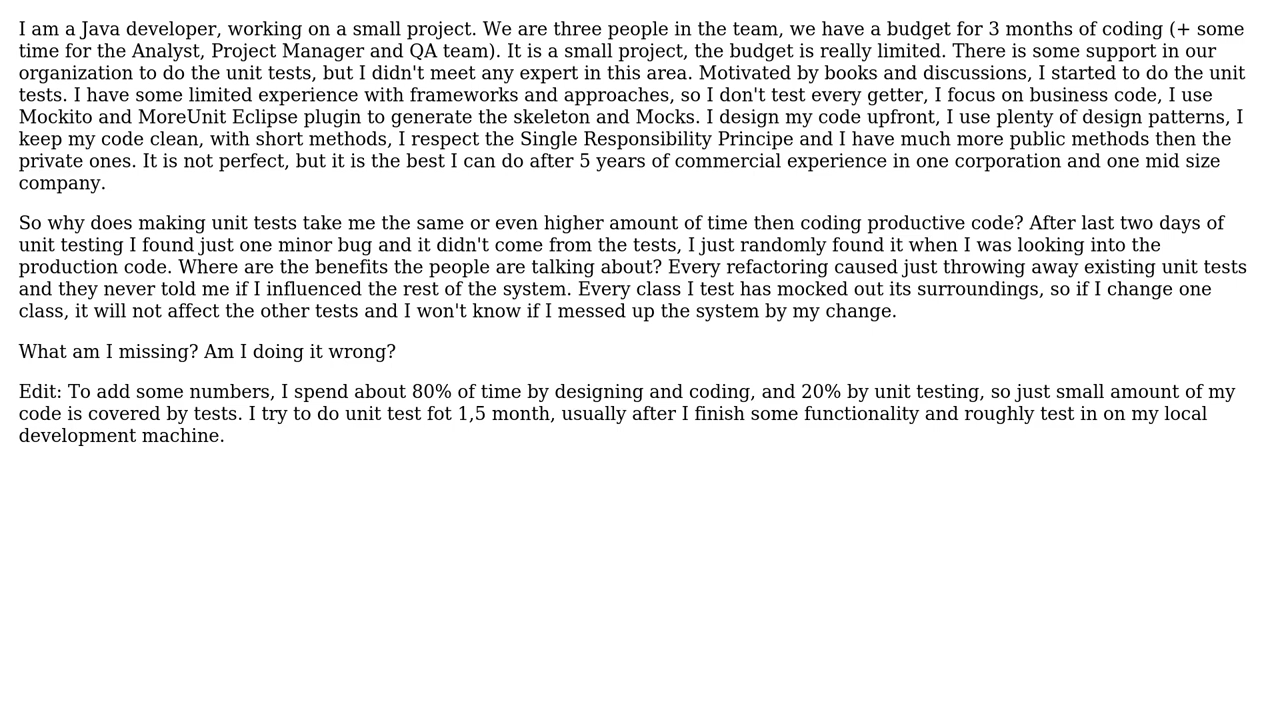 I am a Java developer, working on a small project. We are three people in the team, we have a budget for 3 months of coding (+ some
time for the Analyst, Project Manager and QA team). It is a small project, the budget is really limited. There is some support in our
organization to do the unit tests, but I didn't meet any expert in this area. Motivated by books and discussions, I started to do the unit
tests. I have some limited experience with frameworks and approaches, so I don't test every getter, I focus on business code, I use
Mockito and MoreUnit Eclipse plugin to generate the skeleton and Mocks. I design my code upfront, I use plenty of design patterns, I
keep my code clean, with short methods, I respect the Single Responsibility Principe and I have much more public methods then the
private ones. It is not perfect, but it is the best I can do after 5 years of commercial experience in one corporation and one mid size
company.
So why does making unit tests take me the same or even higher amount of time then coding productive code? After last two days of
unit testing I found just one minor bug and it didn't come from the tests, I just randomly found it when I was looking into the
production code. Where are the benefits the people are talking about? Every refactoring caused just throwing away existing unit tests
and they never told me if I influenced the rest of the system. Every class I test has mocked out its surroundings, so if I change one
class, it will not affect the other tests and I won't know if I messed up the system by my change.
What am I missing? Am I doing it wrong?
Edit: To add some numbers, I spend about 80% of time by designing and coding, and 20% by unit testing, so just small amount of my
code is covered by tests. I try to do unit test fot 1,5 month, usually after I finish some functionality and roughly test in on my local
development machine.